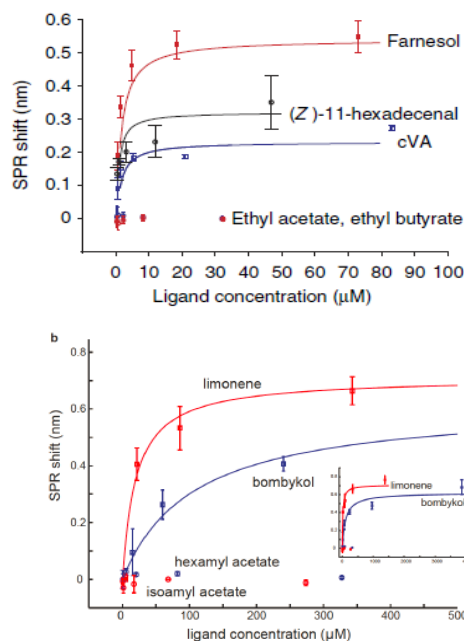 0.6
0.5
0.4
0.3
0.2
0.1
0
SPR shift (nm)
Farnesol
(Z)-11-hexadecenal
cVA
Ethyl acetate, ethyl butyrate
0 10 20 30 40 50 60 70 80 90
Ligand concentration (μM)
b
0.8
0.6
0.4
0.2
0
SPR shift (nm)
limonene
bombykol
hexamyl acetate
isoamyl acetate
limonene
bombykol
0 100 200 300 400 500
ligand concentration (μM)